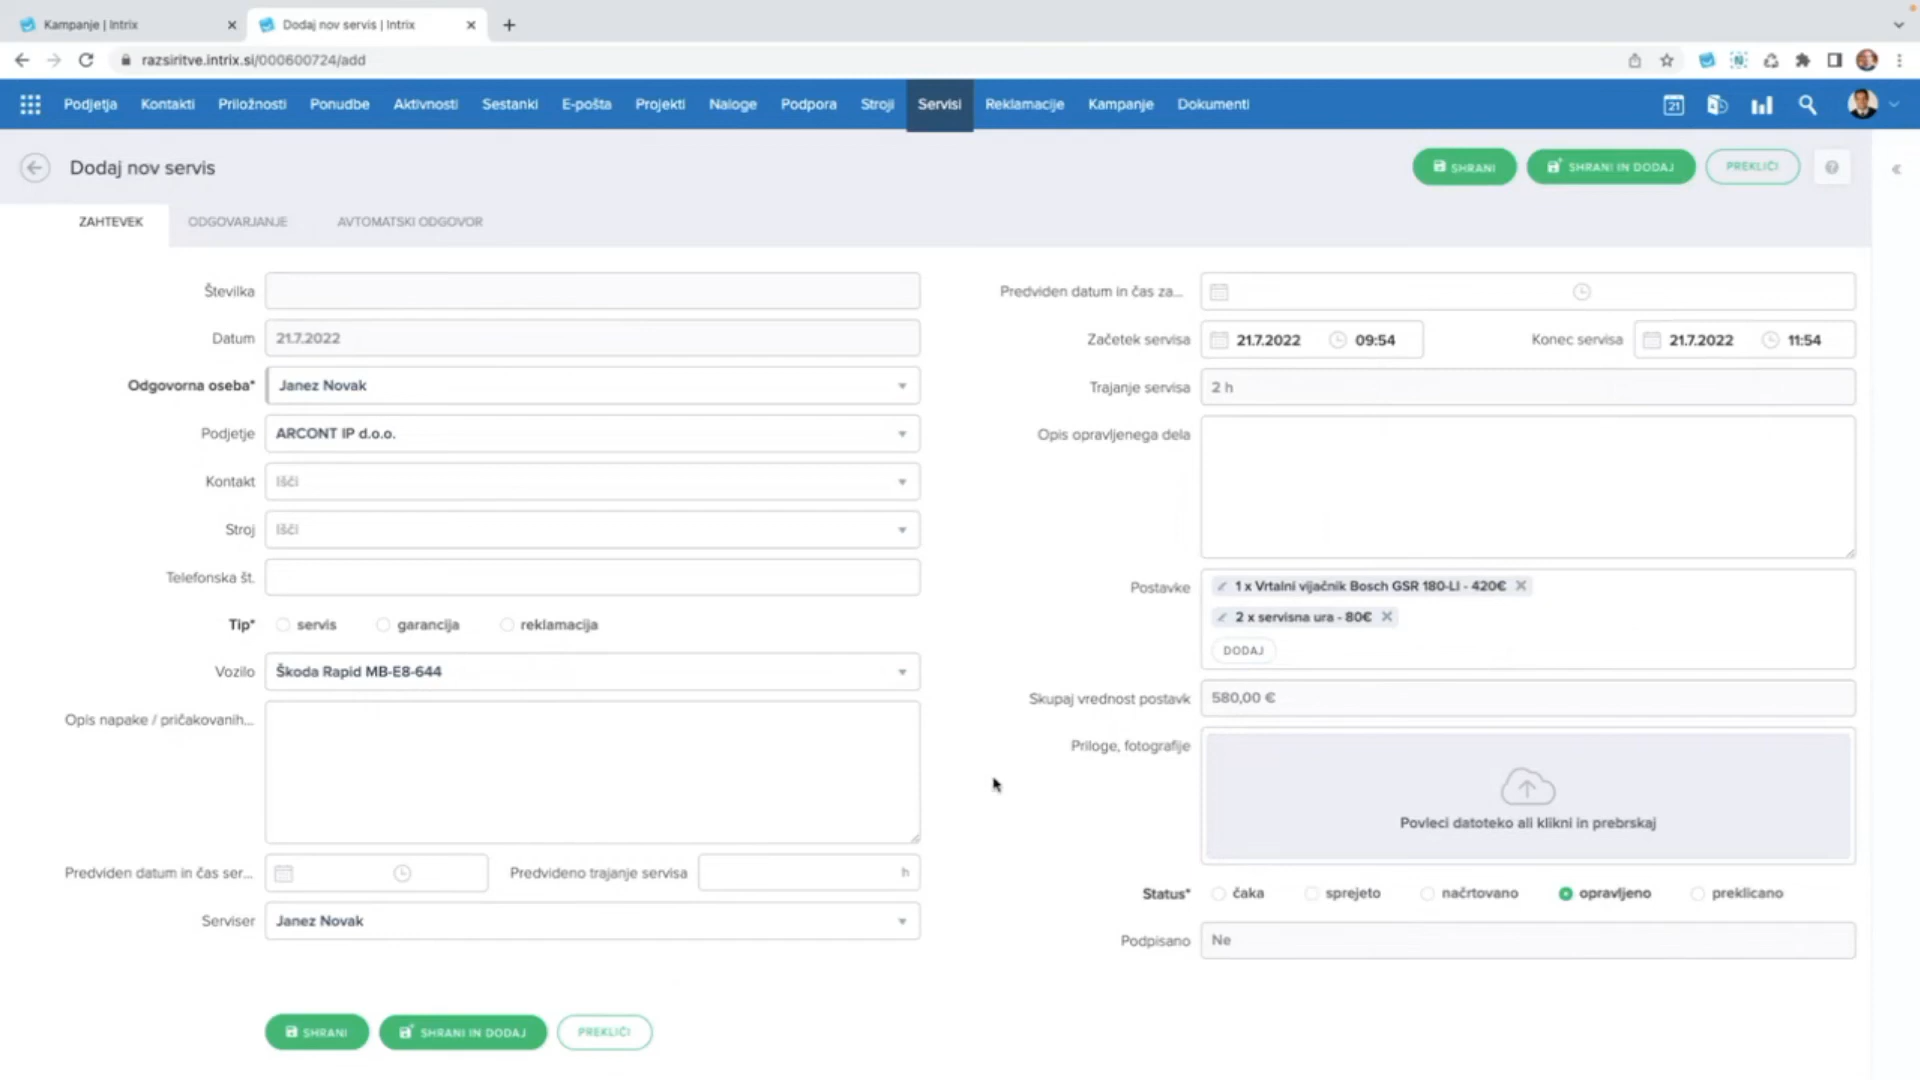 Kampanje | Intrix
Dodaj nov servis | Intrix
razsiritve.intrix.si/000600724/add
Podjetja Kontakti Priložnosti Ponudbe Aktivnosti Sestanki E-pošta Projekti Naloge Podpora Stroji Servisi Reklamacije Kampanje Dokumenti 21
Dodaj nov servis
SHRANI SHRANI IN DODAJ PREKLIČI
ZAHTEVEK ODGOVARJANJE AVTOMATSKI ODGOVOR
Številka
Datum 21.7.2022
Odgovorna oseba* Janez Novak
Podjetje ARCONT IP d.o.o.
Kontakt Išči
Stroj Išči
Telefonska št.
Tip* servis garancija reklamacija
Vozilo Škoda Rapid MB-E8-644
Opis napake / pričakovanih...
Predviden datum in čas ser... Predvideno trajanje servisa h
Serviser Janez Novak
Predviden datum in čas za...
Začetek servisa 21.7.2022 09:54 Konec servisa 21.7.2022 11:54
Trajanje servisa 2 h
Opis opravljenega dela
Postavke 1 x Vrtalni vijačnik Bosch GSR 180-LI - 420€
2 x servisna ura - 80€
DODAJ
Skupaj vrednost postavk 580,00 €
Priloge, fotografije
Povleci datoteko ali klikni in prebrskaj
Status* čaka sprejeto načrtovano opravljeno preklicano
Podpisano Ne
SHRANI SHRANI IN DODAJ PREKLIČI